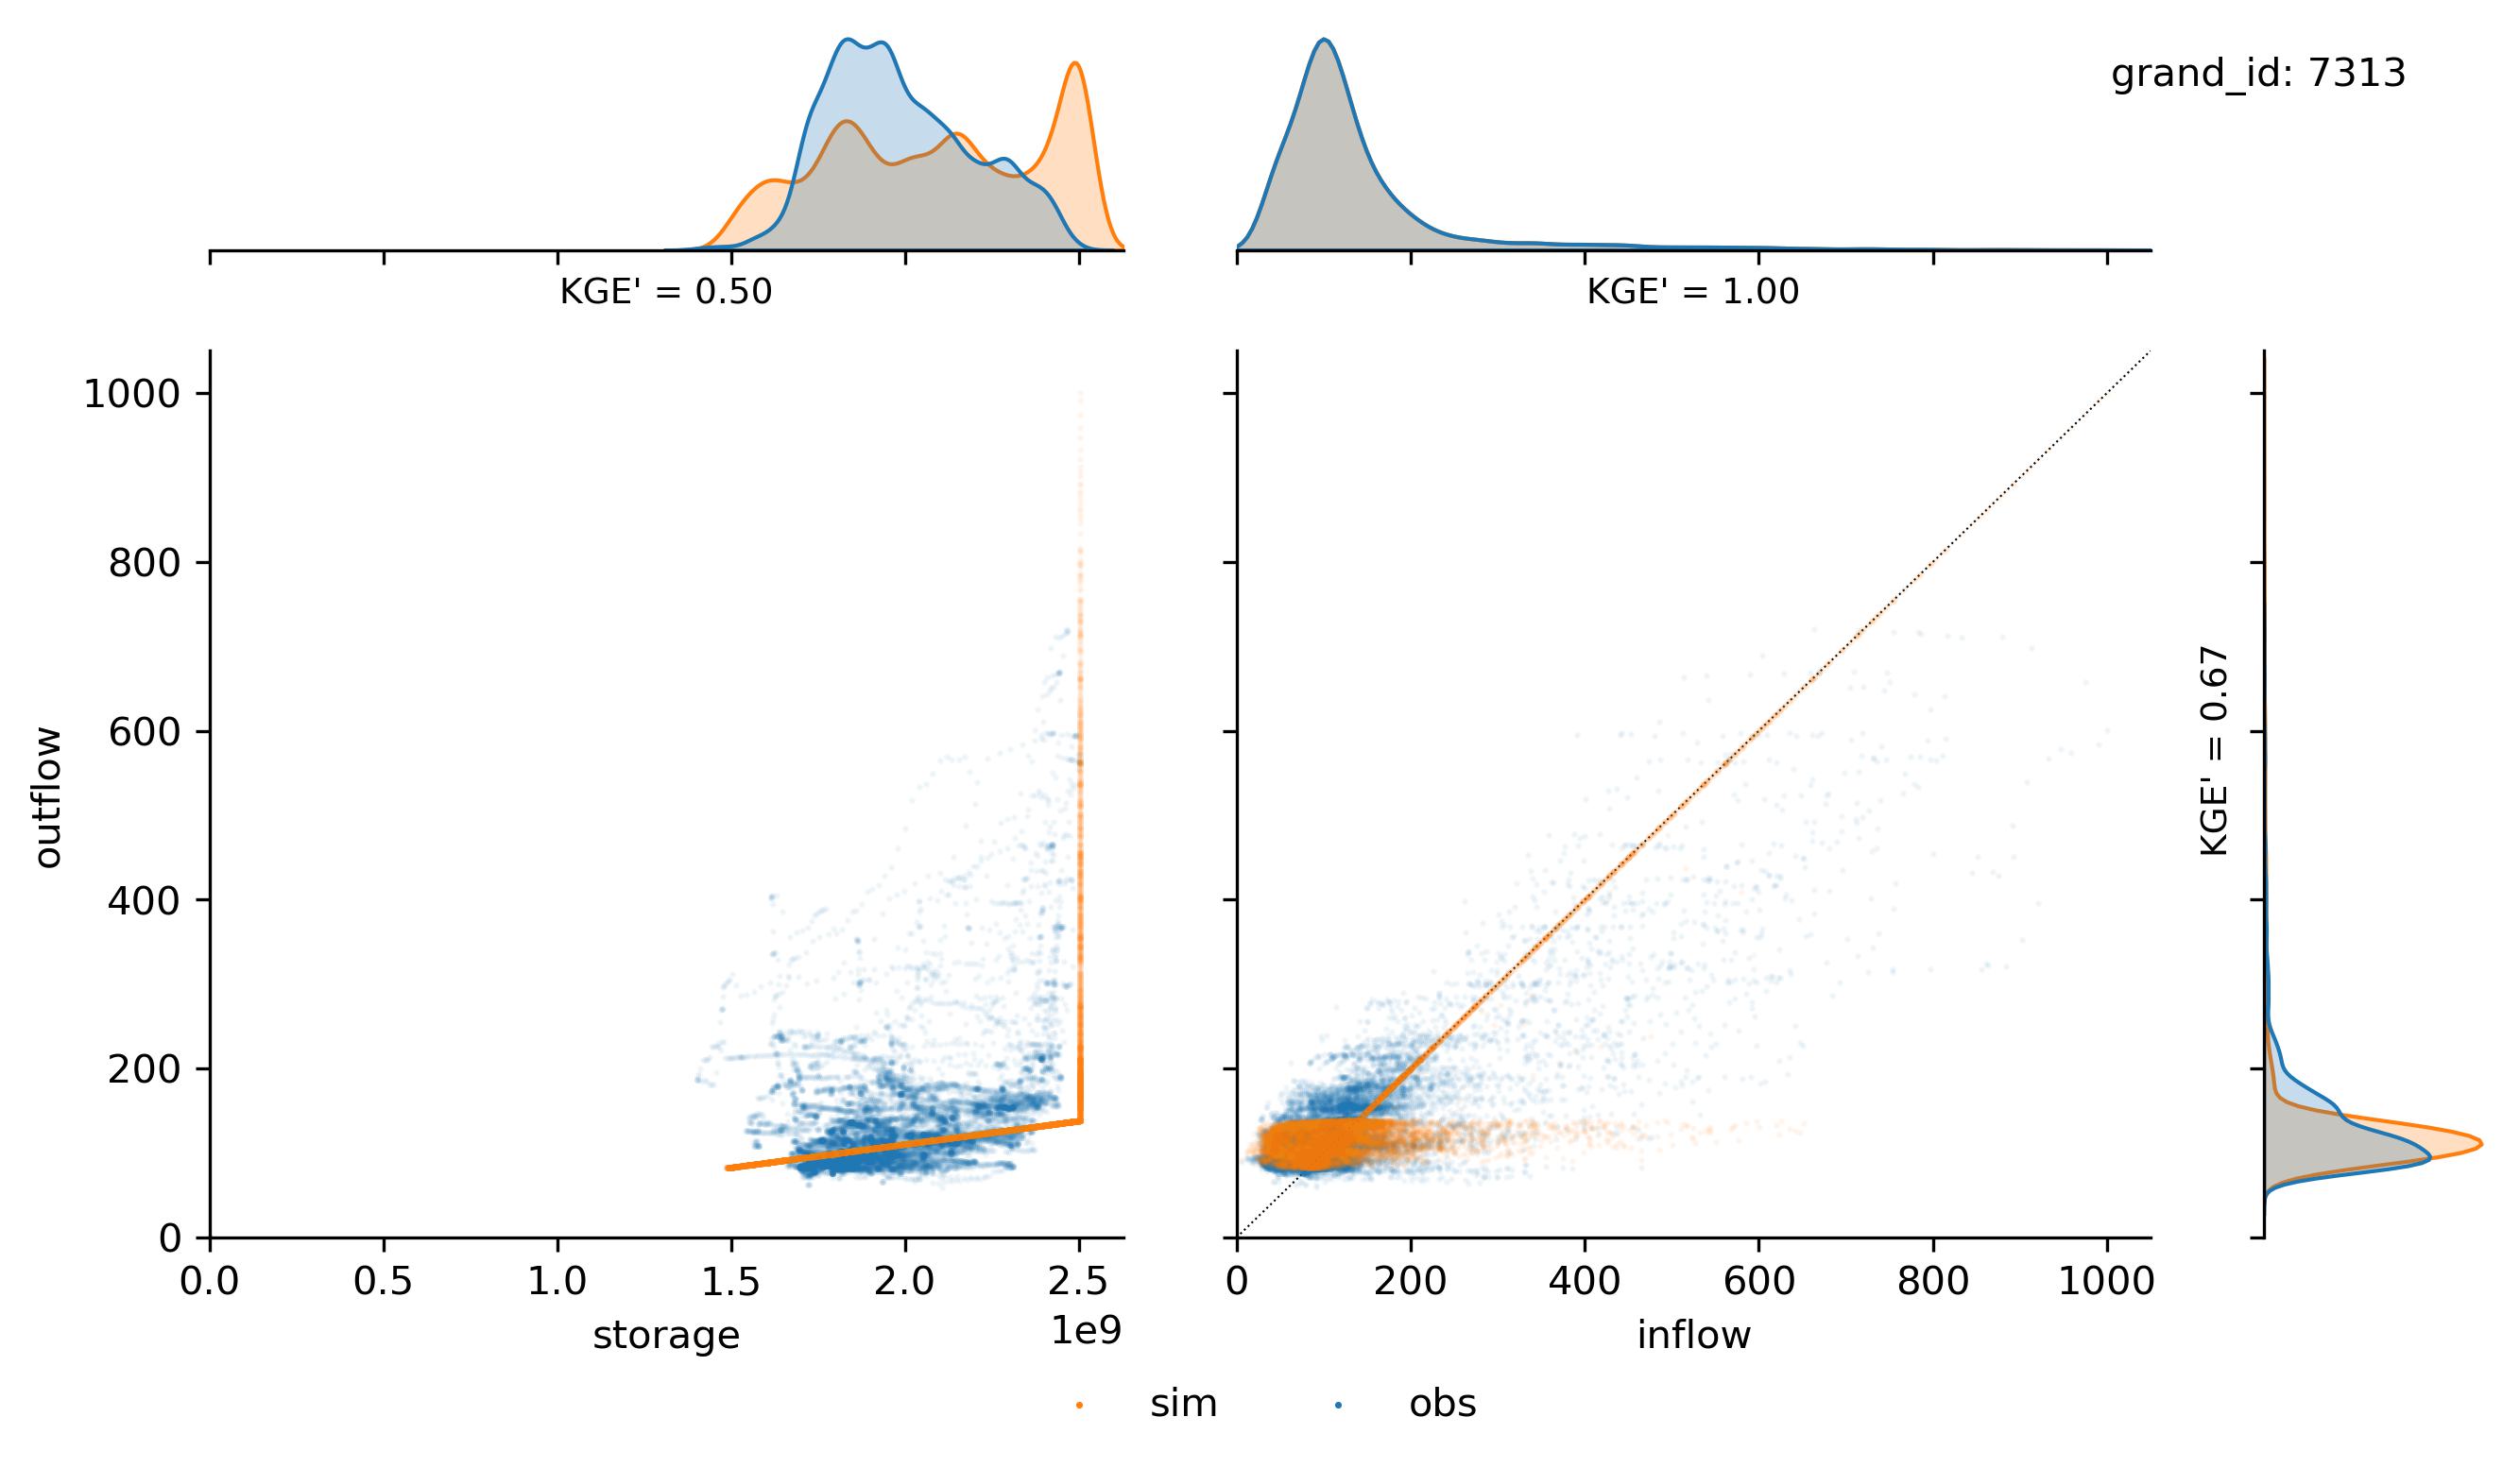 grand_id: 7313
KGE' = 0.50
KGE' = 1.00
1000
800
600
400
200
0
outflow
0.0 0.5 1.0 1.5 2.0 2.5
1e9
storage
0 200 400 600 800 1000
inflow
KGE' = 0.67
sim obs